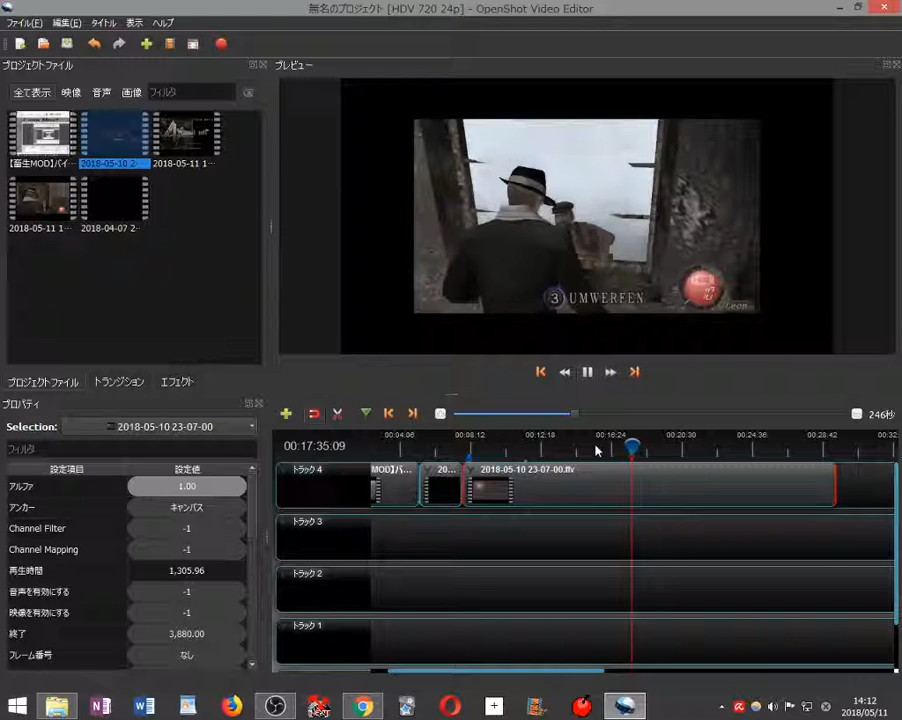 無名のプロジェクト [HDV 720 24p] - OpenShot Video Editor
ファイル(F) 編集(E) タイトル 表示 ヘルプ
プロジェクトファイル
プレビュー
全て表示 映像 音声 画像 フィルタ
【畜生MOD】バイ… 2018-05-10 2… 2018-05-11 1…
2018-05-11 1… 2018-04-07 2…
3 UMWERFEN
プロジェクトファイル トランジション エフェクト
プロパティ
Selection: 2018-05-10 23-07-00
フィルタ
設定項目 設定値
アルファ 1.00
アンカー キャンバス
Channel Filter -1
Channel Mapping -1
再生時間 1,305.96
音声を有効にする -1
映像を有効にする -1
終了 3,880.00
フレーム番号 なし
246秒
00:17:35:09
00:04:06 00:08:12 00:12:18 00:16:24 00:20:30 00:24:36 00:28:42 00:32
トラック 4 MOD】バ… 20… 2018-05-10 23-07-00.flv
トラック 3
トラック 2
トラック 1
14:12
2018/05/11